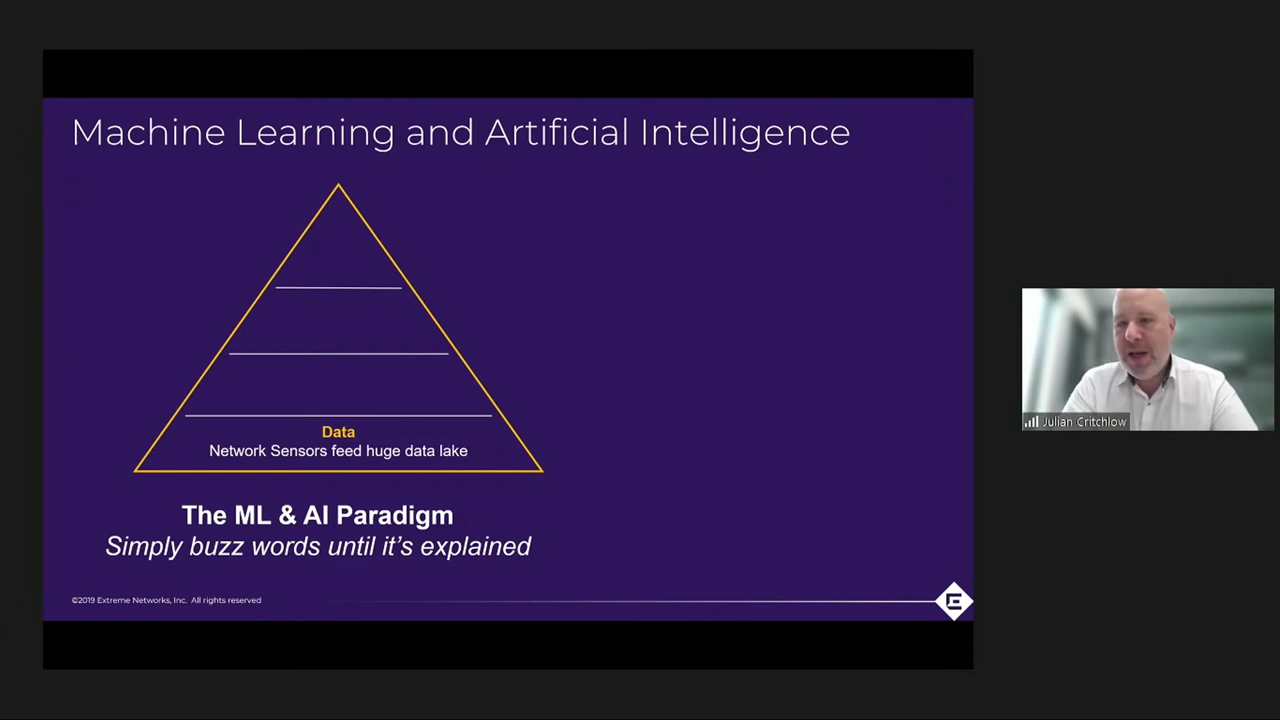 Machine Learning and Artificial Intelligence
Data
Network Sensors feed huge data lake
The ML & AI Paradigm
Simply buzz words until it's explained
©2019 Extreme Networks, Inc. All rights reserved
Julian Critchlow